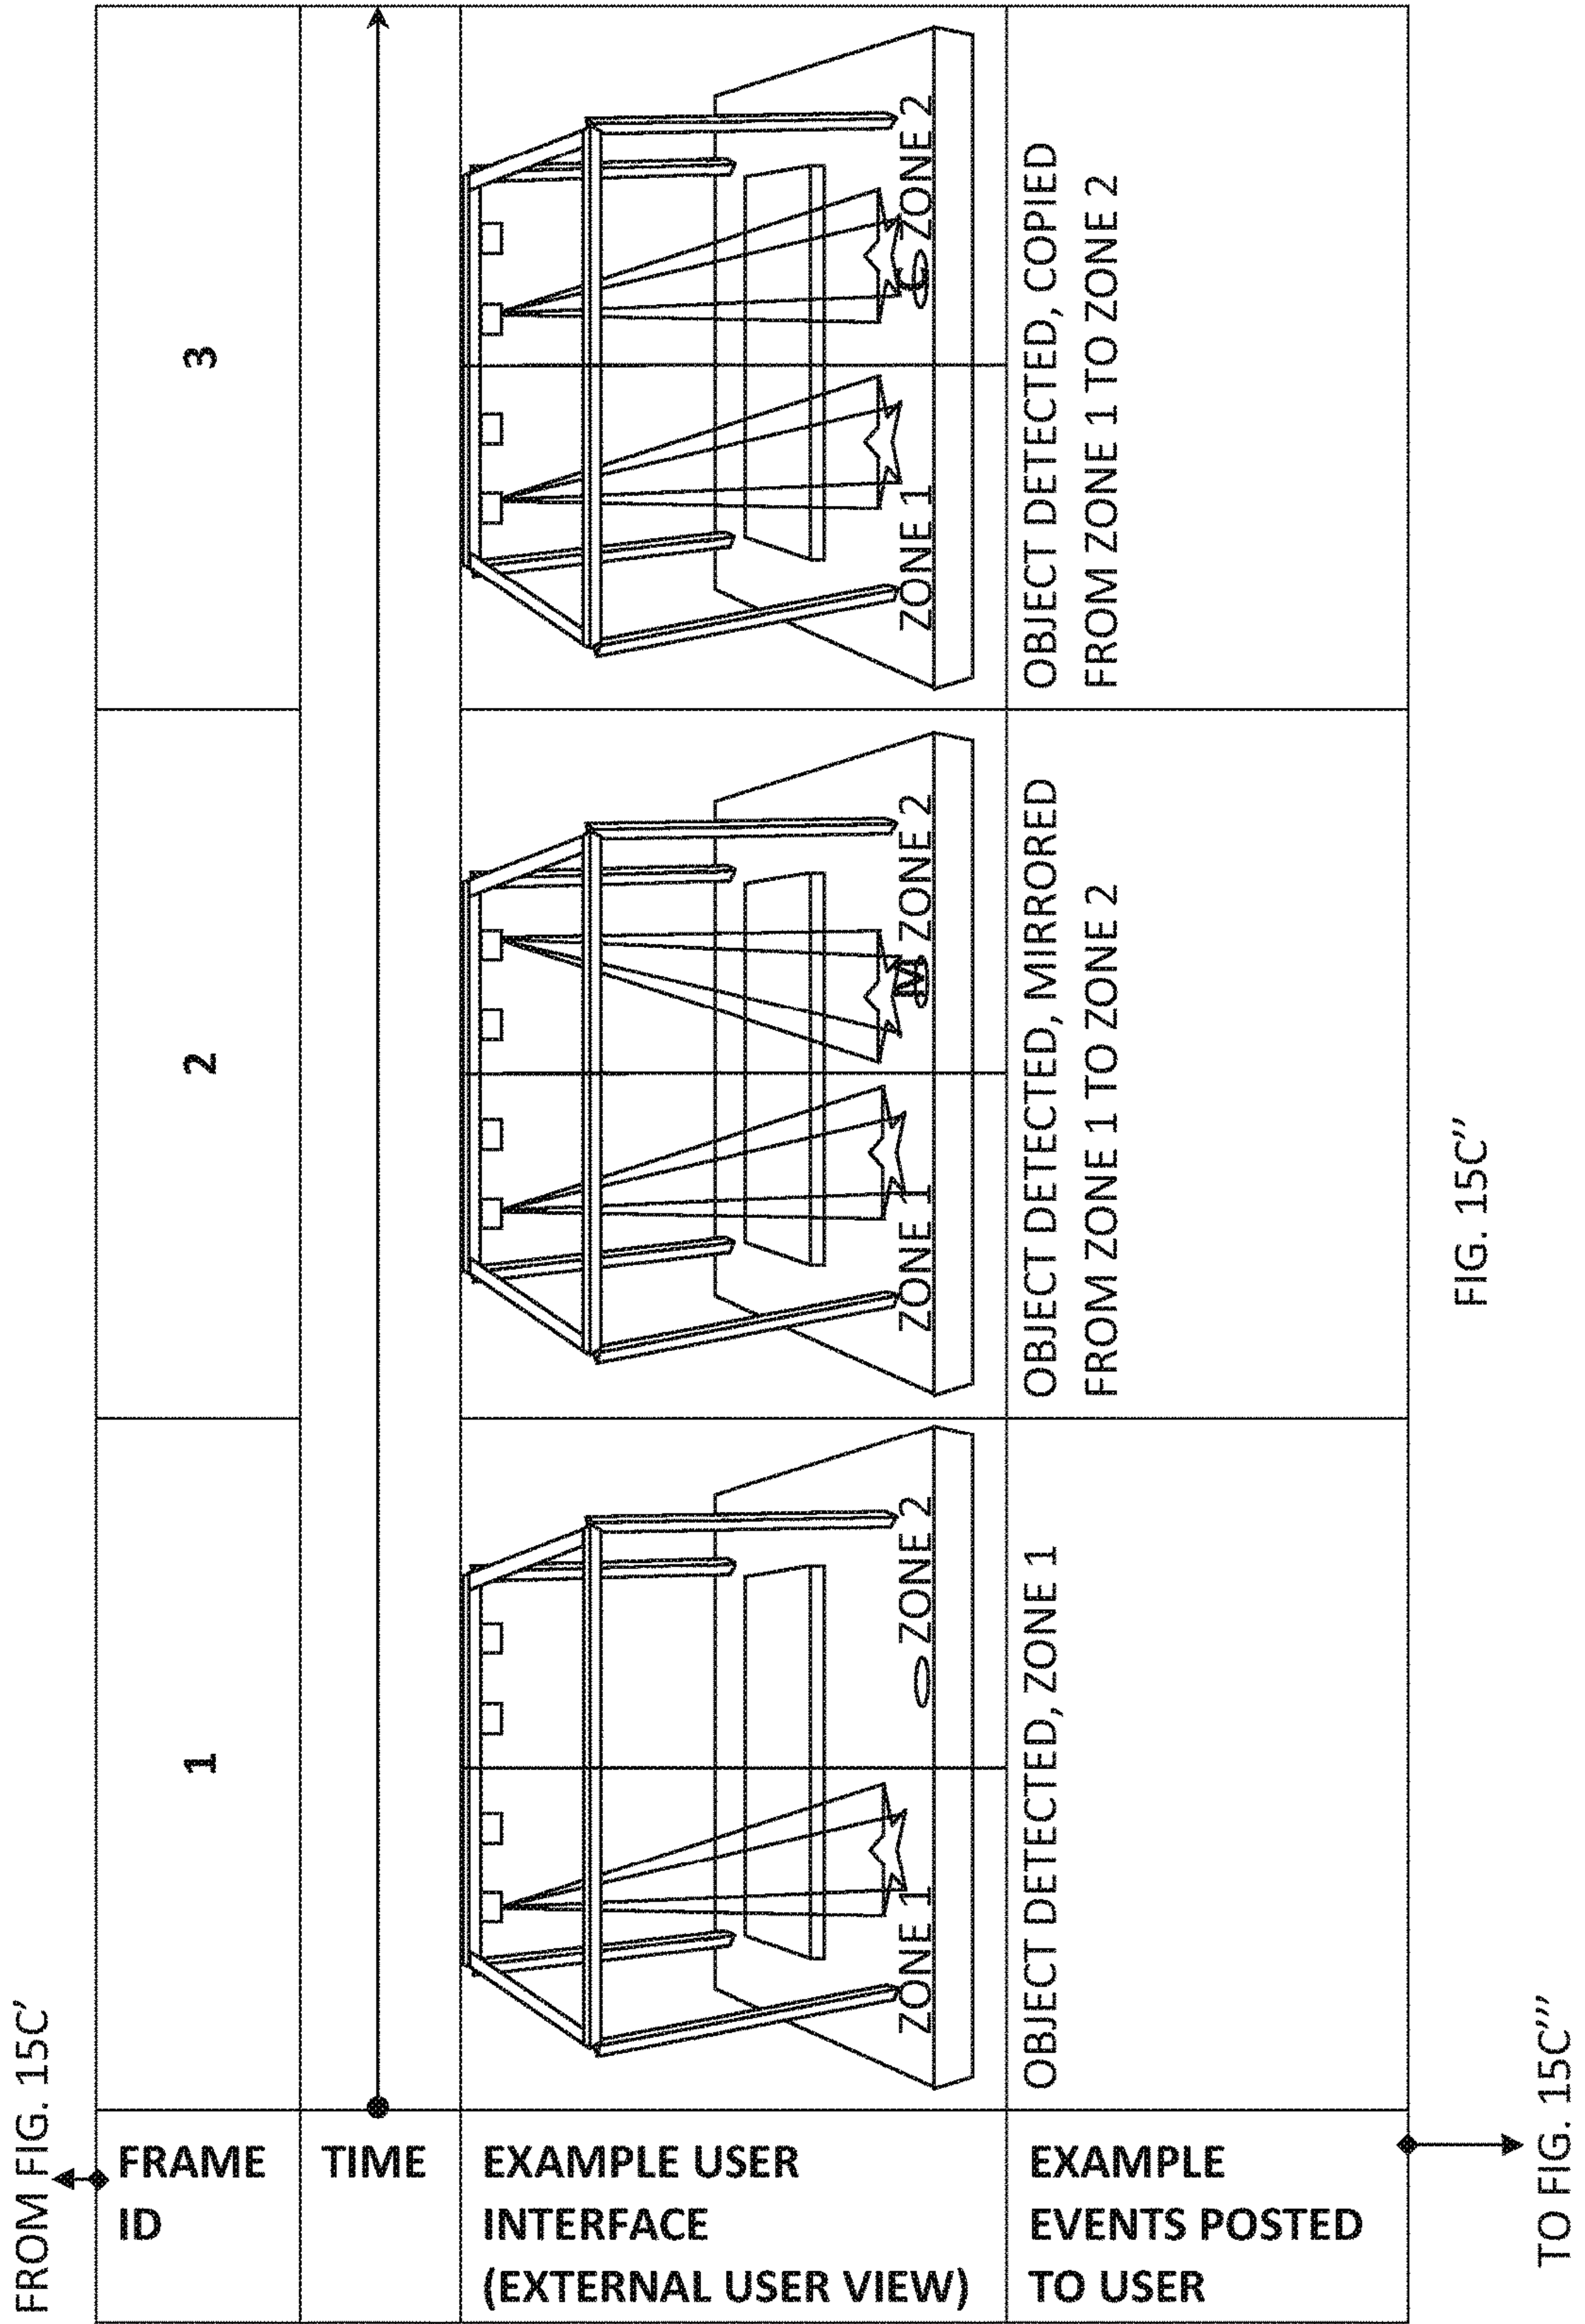 FROM FIG. 15C'
FRAME
ID
1
2
3
TIME
EXAMPLE USER
INTERFACE
(EXTERNAL USER VIEW)
ZONE 1
ZONE 2
ZONE 1
M
ZONE 2
ZONE 1
C
ZONE 2
EXAMPLE
EVENTS POSTED
TO USER
OBJECT DETECTED, ZONE 1
OBJECT DETECTED, MIRRORED
FROM ZONE 1 TO ZONE 2
OBJECT DETECTED, COPIED
FROM ZONE 1 TO ZONE 2
TO FIG. 15C'''
FIG. 15C''